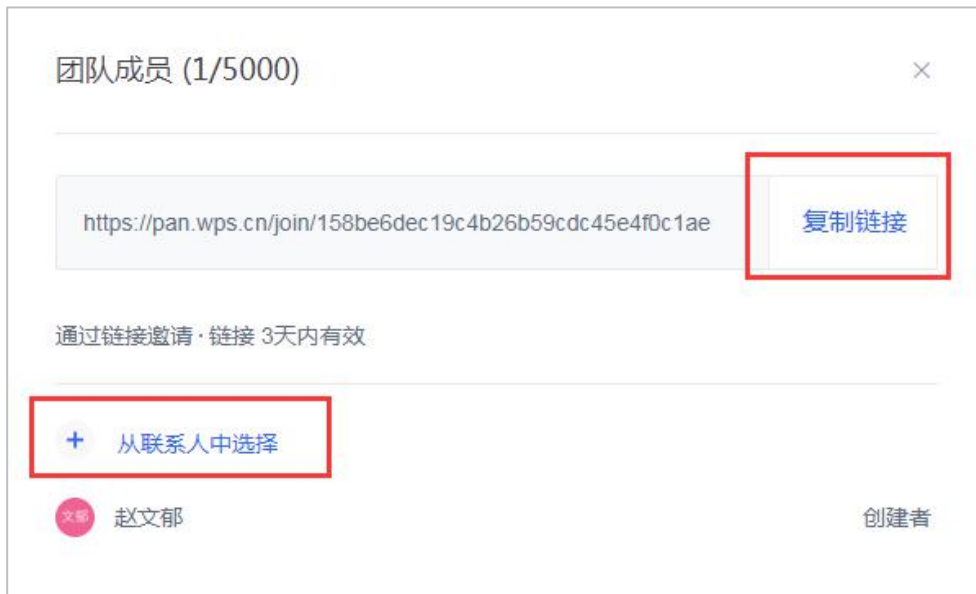 团队成员 (1/5000)
https://pan.wps.cn/join/158be6dec19c4b26b59cdc45e4f0c1ae
复制链接
通过链接邀请 · 链接 3天内有效
+ 从联系人中选择
文郁 赵文郁 创建者